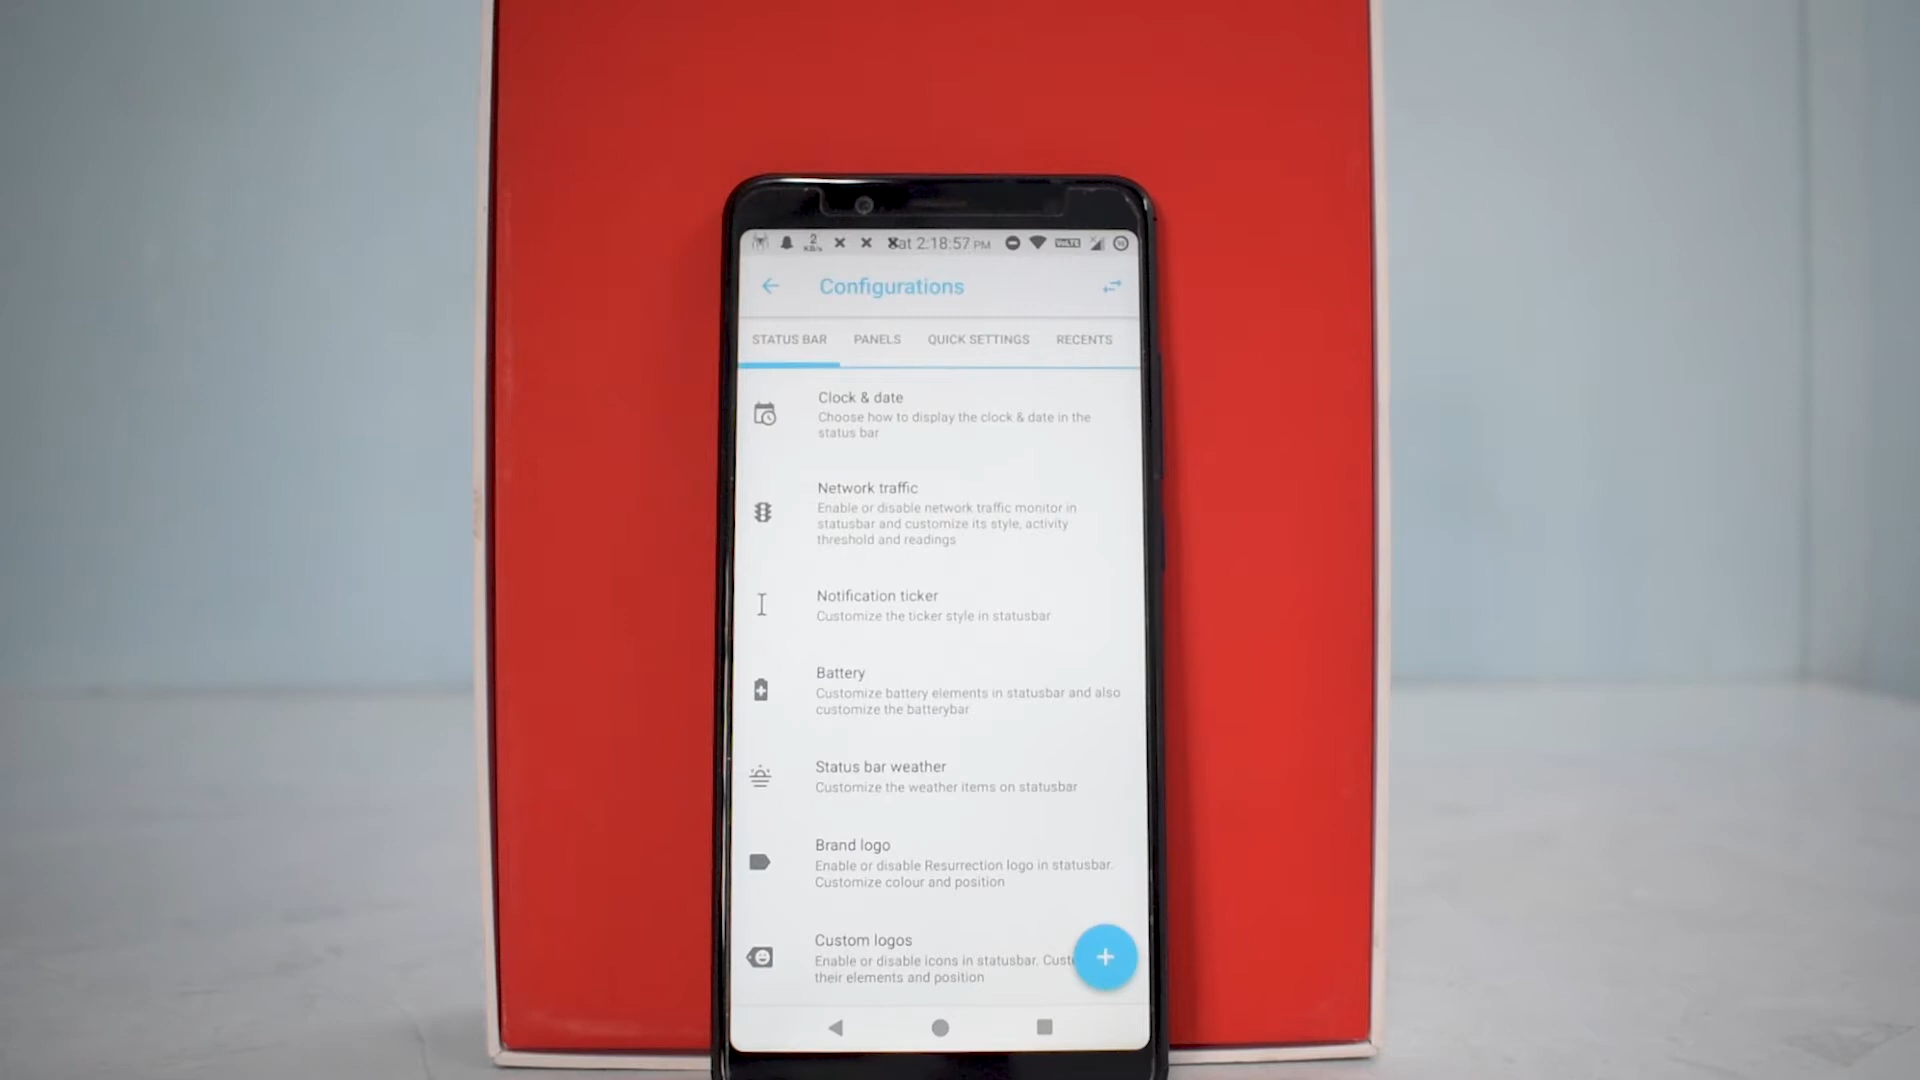 2
KB/s
Sat 2:18:57 PM
VoLTE
Configurations
STATUS BAR
PANELS
QUICK SETTINGS
RECENTS
Clock & date
Choose how to display the clock & date in the
status bar
Network traffic
Enable or disable network traffic monitor in
statusbar and customize its style, activity
threshold and readings
Notification ticker
Customize the ticker style in statusbar
Battery
Customize battery elements in statusbar and also
customize the batterybar
Status bar weather
Customize the weather items on statusbar
Brand logo
Enable or disable Resurrection logo in statusbar.
Customize colour and position
Custom logos
Enable or disable icons in statusbar.
their elements and position